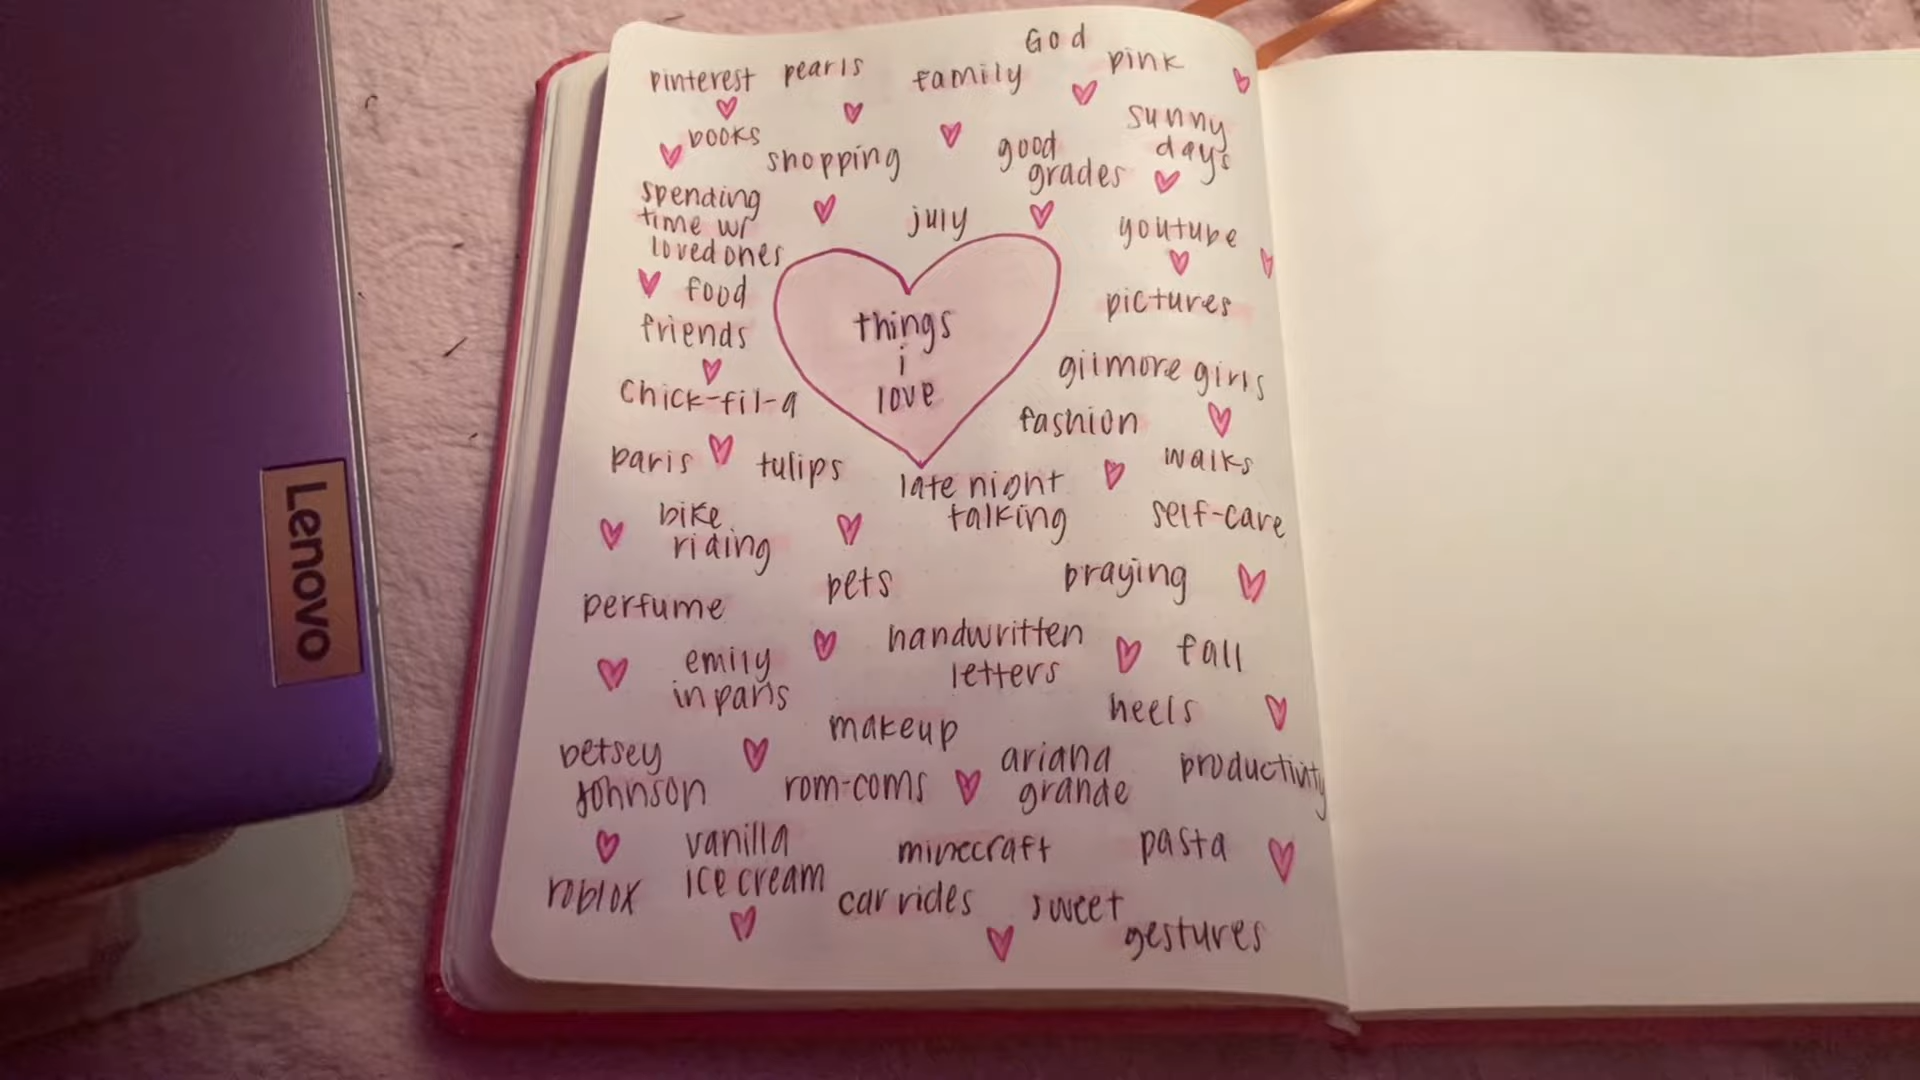 God
pinterest pearls family pink
books shopping good
grades sunny
days
spending
time w/
loved ones
july
youtube
food
friends
pictures
things
i
love
gilmore girls
chick-fil-a
fashion
paris tulips
late night
talking
walks
bike
riding
self-care
pets
praying
perfume
emily
in paris
handwritten
letters
fall
makeup
heels
betsey
johnson
rom-coms
ariana
grande
productivity
vanilla
ice cream
minecraft
pasta
roblox
car rides
sweet
gestures
Lenovo